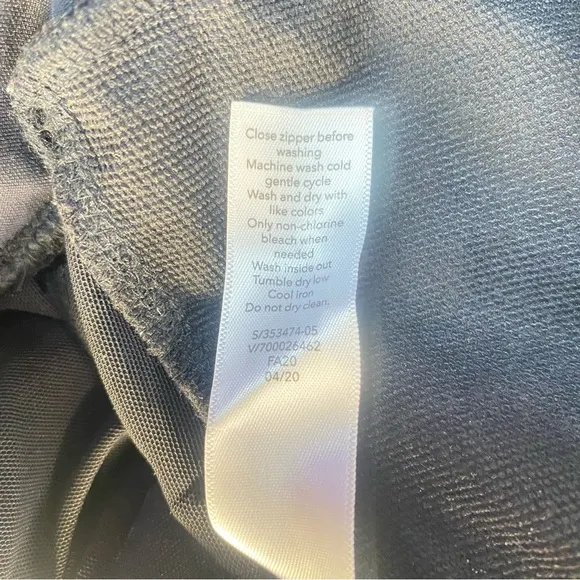 Close zipper before
washing
Machine wash cold
gentle cycle
Wash and dry with
like colors
Only non-chlorine
bleach when
needed
Wash inside out
Tumble dry low
Cool iron
Do not dry clean.
S/353474-05
V/700026462
FA20
04/20